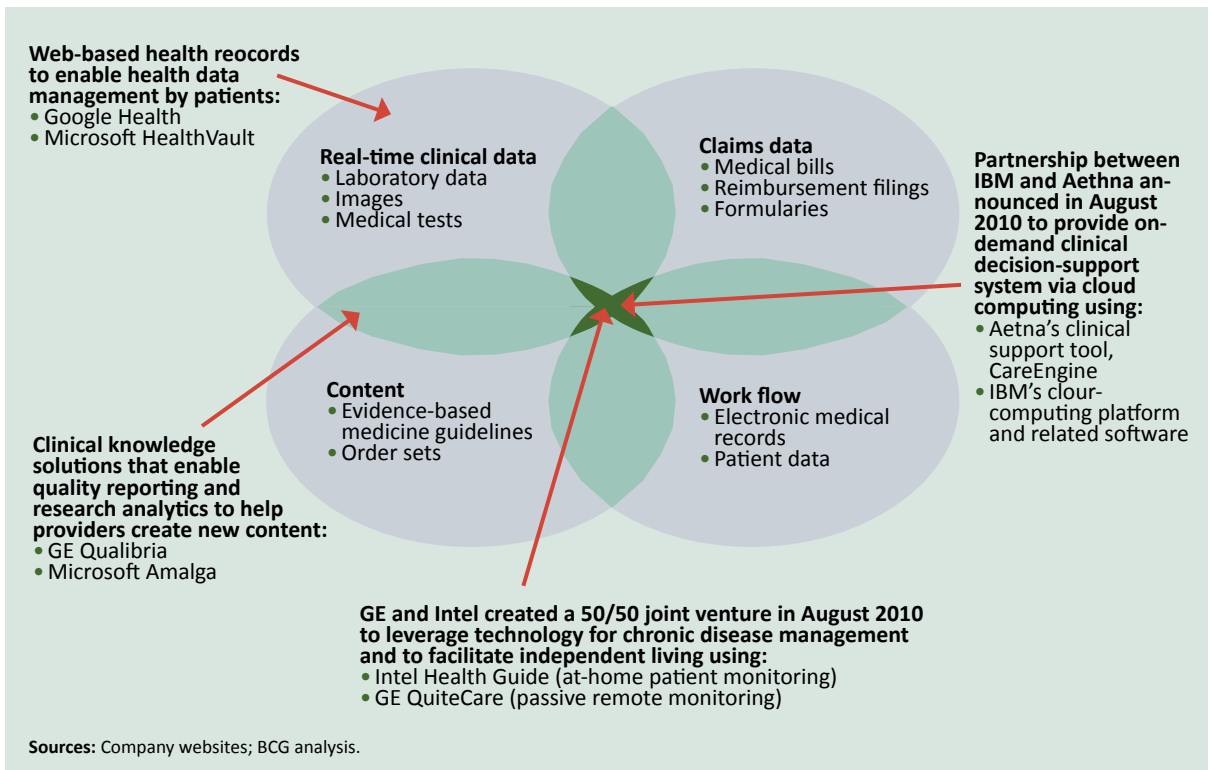 Web-based health reocords
to enable health data
management by patients:
• Google Health
• Microsoft HealthVault
Real-time clinical data
• Laboratory data
• Images
• Medical tests
Claims data
• Medical bills
• Reimbursement filings
• Formularies
Partnership between
IBM and Aethna an-
nounced in August
2010 to provide on-
demand clinical
decision-support
system via cloud
computing using:
• Aetna's clinical
support tool,
CareEngine
• IBM's clour-
computing platform
and related software
Content
• Evidence-based
medicine guidelines
• Order sets
Work flow
• Electronic medical
records
• Patient data
Clinical knowledge
solutions that enable
quality reporting and
research analytics to help
providers create new content:
• GE Qualibria
• Microsoft Amalga
GE and Intel created a 50/50 joint venture in August 2010
to leverage technology for chronic disease management
and to facilitate independent living using:
• Intel Health Guide (at-home patient monitoring)
• GE QuiteCare (passive remote monitoring)
Sources: Company websites; BCG analysis.